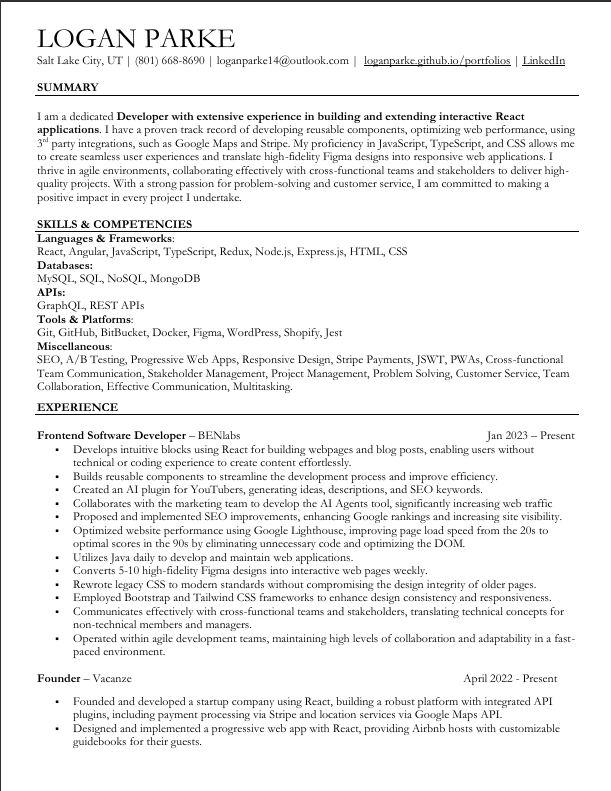 LOGAN PARKE
Salt Lake City, UT | (801) 668-8690 | loganparke14@outlook.com | loganparke.github.io/portfolios | LinkedIn
SUMMARY
I am a dedicated Developer with extensive experience in building and extending interactive React
applications. I have a proven track record of developing reusable components, optimizing web performance, using
3rd party integrations, such as Google Maps and Stripe. My proficiency in JavaScript, TypeScript, and CSS allows me
to create seamless user experiences and translate high-fidelity Figma designs into responsive web applications. I
thrive in agile environments, collaborating effectively with cross-functional teams and stakeholders to deliver high-
quality projects. With a strong passion for problem-solving and customer service, I am committed to making a
positive impact in every project I undertake.
SKILLS & COMPETENCIES
Languages & Frameworks:
React, Angular, JavaScript, TypeScript, Redux, Node.js, Express.js, HTML, CSS
Databases:
MySQL, SQL, NoSQL, MongoDB
APIs:
GraphQL, REST APIs
Tools & Platforms:
Git, GitHub, BitBucket, Docker, Figma, WordPress, Shopify, Jest
Miscellaneous:
SEO, A/B Testing, Progressive Web Apps, Responsive Design, Stripe Payments, JSWT, PWAs, Cross-functional
Team Communication, Stakeholder Management, Project Management, Problem Solving, Customer Service, Team
Collaboration, Effective Communication, Multitasking.
EXPERIENCE
Frontend Software Developer – BENlabs Jan 2023 – Present
▪ Develops intuitive blocks using React for building webpages and blog posts, enabling users without
technical or coding experience to create content effortlessly.
▪ Builds reusable components to streamline the development process and improve efficiency.
▪ Created an AI plugin for YouTubers, generating ideas, descriptions, and SEO keywords.
▪ Collaborates with the marketing team to develop the AI Agents tool, significantly increasing web traffic
▪ Proposed and implemented SEO improvements, enhancing Google rankings and increasing site visibility.
▪ Optimized website performance using Google Lighthouse, improving page load speed from the 20s to
optimal scores in the 90s by eliminating unnecessary code and optimizing the DOM.
▪ Utilizes Java daily to develop and maintain web applications.
▪ Converts 5-10 high-fidelity Figma designs into interactive web pages weekly.
▪ Rewrote legacy CSS to modern standards without compromising the design integrity of older pages.
▪ Employed Bootstrap and Tailwind CSS frameworks to enhance design consistency and responsiveness.
▪ Communicates effectively with cross-functional teams and stakeholders, translating technical concepts for
non-technical members and managers.
▪ Operated within agile development teams, maintaining high levels of collaboration and adaptability in a fast-
paced environment.
Founder – Vacanze April 2022 - Present
▪ Founded and developed a startup company using React, building a robust platform with integrated API
plugins, including payment processing via Stripe and location services via Google Maps API.
▪ Designed and implemented a progressive web app with React, providing Airbnb hosts with customizable
guidebooks for their guests.